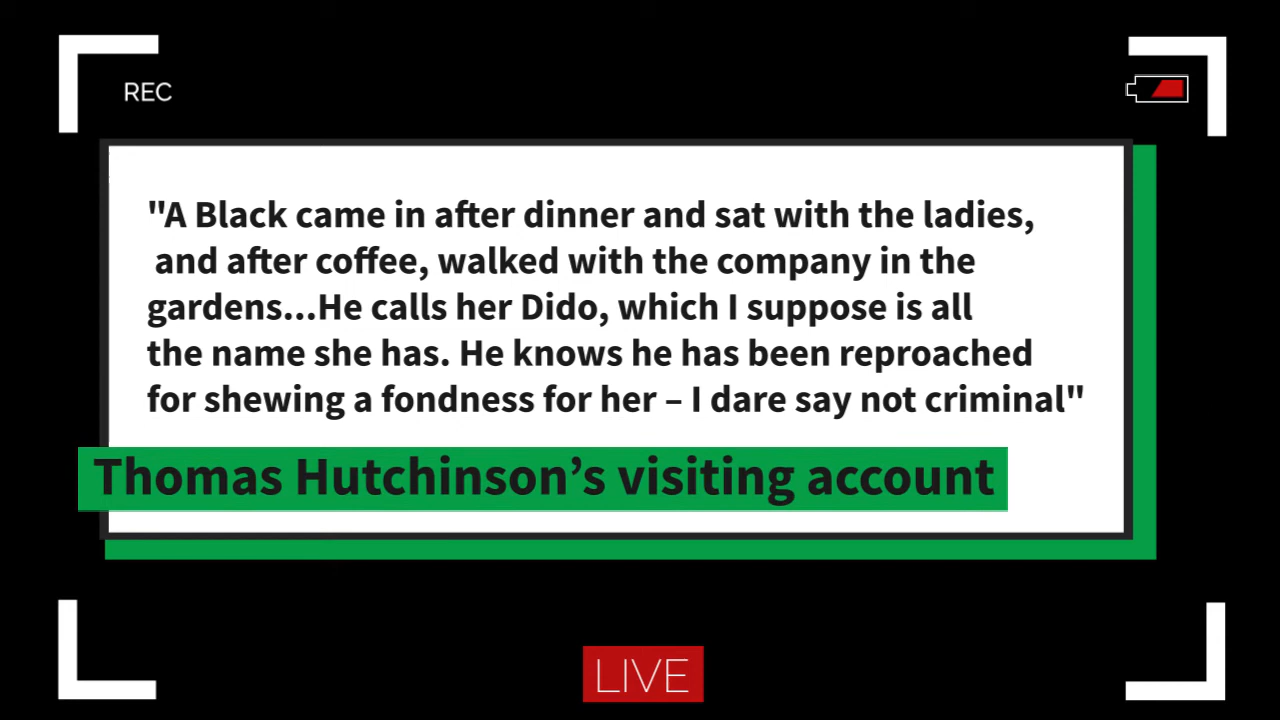 REC
"A Black came in after dinner and sat with the ladies,
and after coffee, walked with the company in the
gardens...He calls her Dido, which I suppose is all
the name she has. He knows he has been reproached
for shewing a fondness for her – I dare say not criminal"
Thomas Hutchinson’s visiting account
LIVE